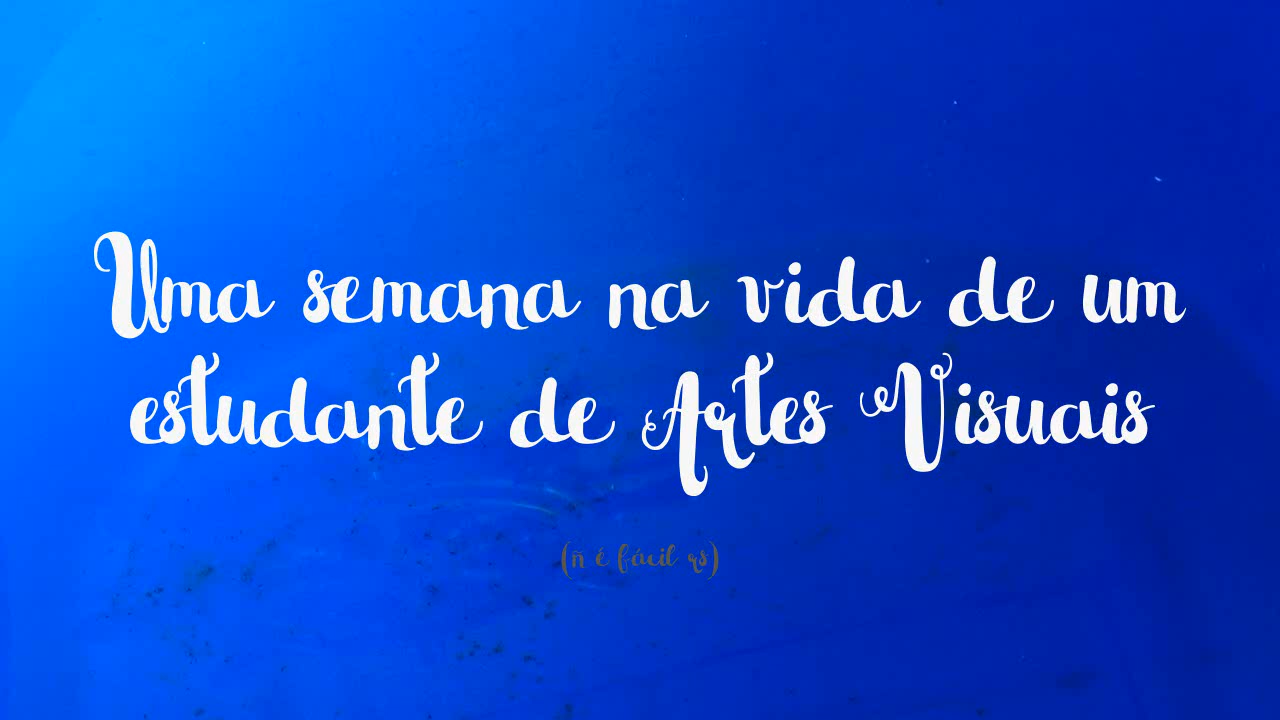 Uma semana na vida de um
estudante de Artes Visuais
(ñ é fácil rs)